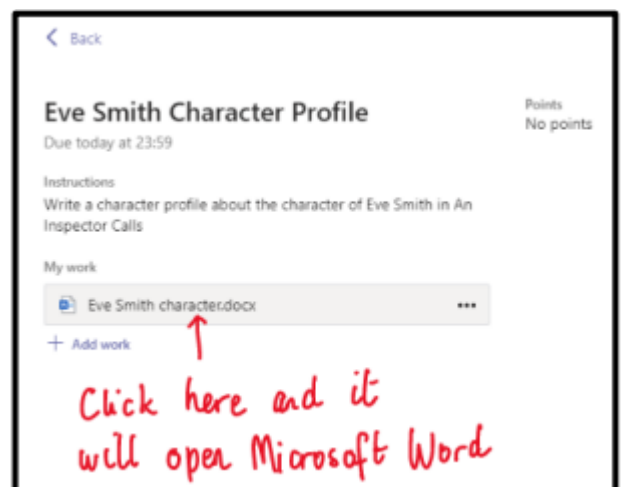 Back
Eve Smith Character Profile
Due today at 23:59
Points
No points
Instructions
Write a character profile about the character of Eve Smith in An
Inspector Calls
My work
Eve Smith character.docx
+ Add work
Click here and it
will open Microsoft Word